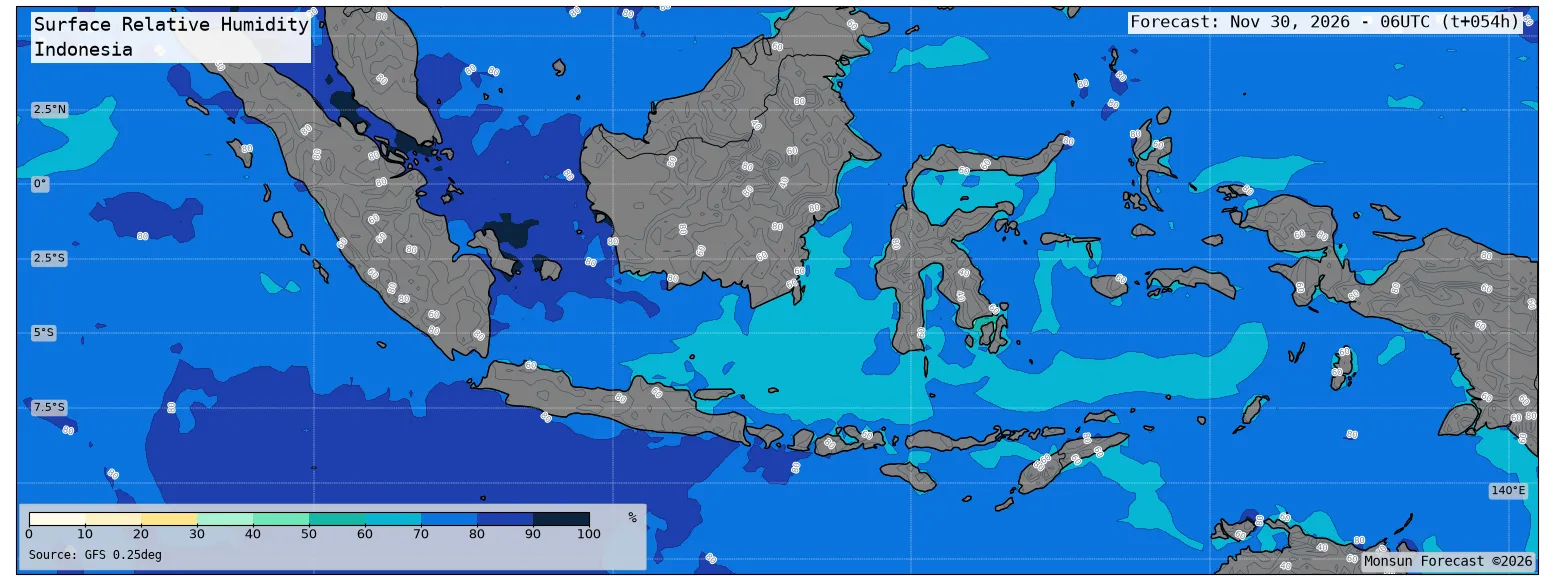 Surface Relative Humidity
Indonesia
Forecast: Nov 30, 2026 - 06UTC (t+054h)
2.5°N
0°
2.5°S
5°S
7.5°S
140°E
%
0 10 20 30 40 50 60 70 80 90 100
Source: GFS 0.25deg
Monsun Forecast ©2026